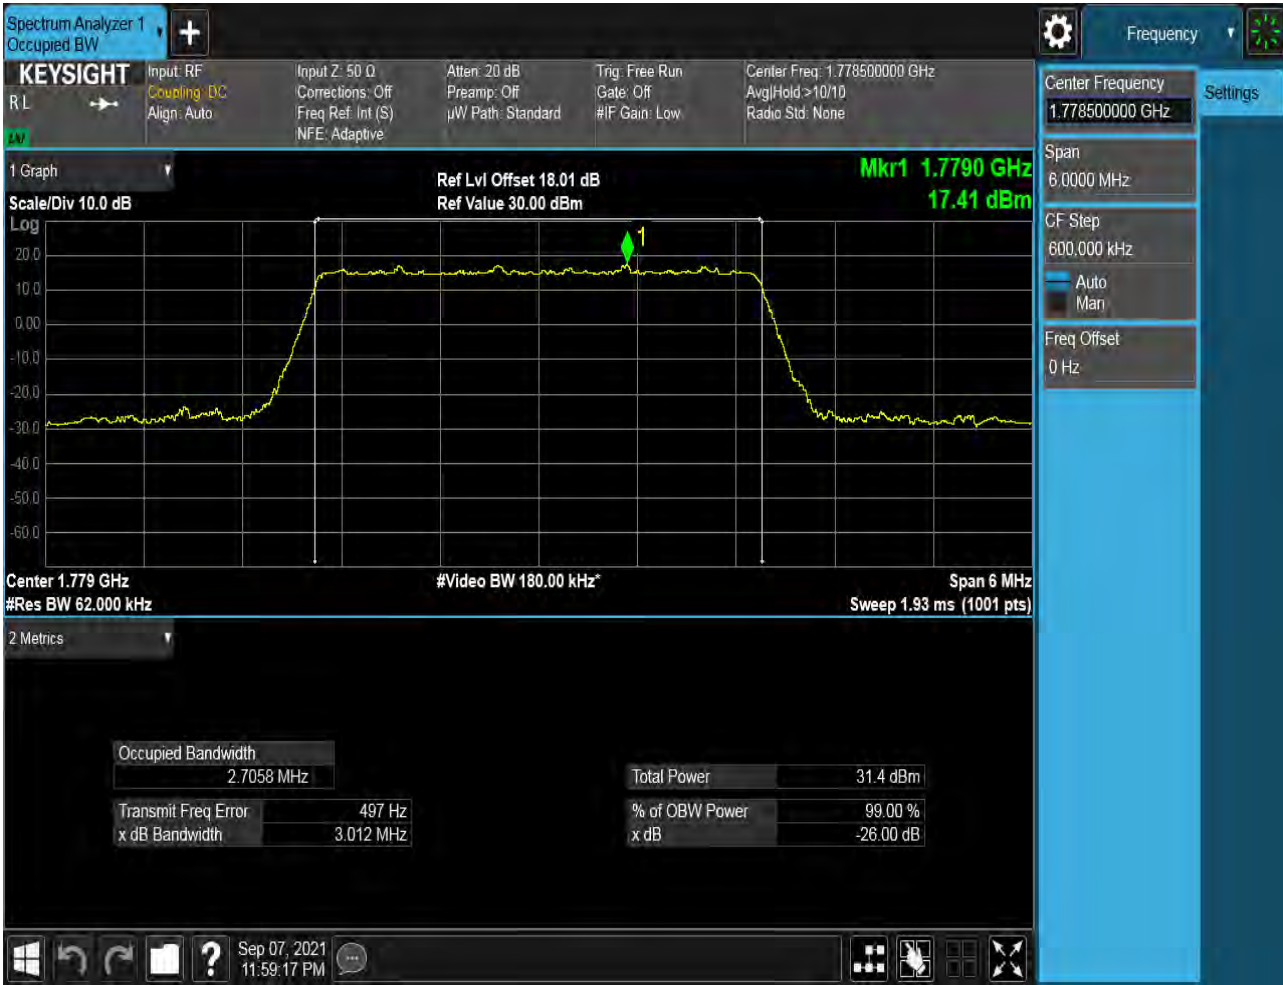 Spectrum Analyzer 1
Occupied BW
Frequency
KEYSIGHT
R L
LXI
Input: RF
Coupling: DC
Align: Auto
Input Z: 50 Ω
Corrections: Off
Freq Ref: Int (S)
NFE: Adaptive
Atten: 20 dB
Preamp: Off
µW Path: Standard
Trig: Free Run
Gate: Off
#IF Gain: Low
Center Freq: 1.778500000 GHz
Avg|Hold:>10/10
Radio Std: None
Center Frequency
1.778500000 GHz
Settings
Span
6.0000 MHz
CF Step
600.000 kHz
Auto
Man
Freq Offset
0 Hz
1 Graph
Scale/Div 10.0 dB
Ref Lvl Offset 18.01 dB
Ref Value 30.00 dBm
Mkr1 1.7790 GHz
17.41 dBm
Log
1
20.0
10.0
0.00
-10.0
-20.0
-30.0
-40.0
-50.0
-60.0
Center 1.779 GHz
#Res BW 62.000 kHz
#Video BW 180.00 kHz*
Span 6 MHz
Sweep 1.93 ms (1001 pts)
2 Metrics
Occupied Bandwidth
2.7058 MHz
Transmit Freq Error 497 Hz
x dB Bandwidth 3.012 MHz
Total Power 31.4 dBm
% of OBW Power 99.00 %
x dB -26.00 dB
?
Sep 07, 2021
11:59:17 PM